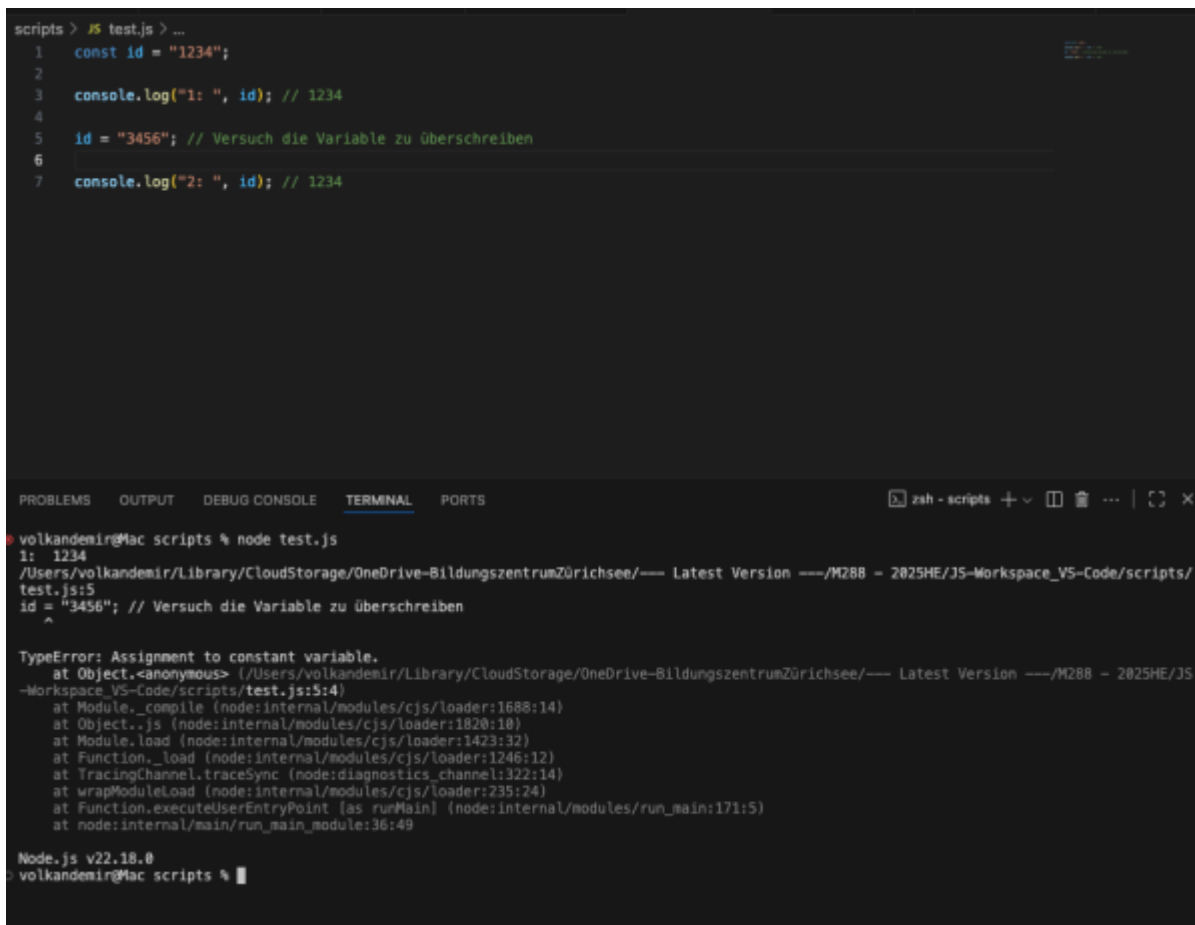 scripts > JS test.js > ...
1 const id = "1234";
2
3 console.log("1: ", id); // 1234
4
5 id = "3456"; // Versuch die Variable zu überschreiben
6
7 console.log("2: ", id); // 1234
PROBLEMS OUTPUT DEBUG CONSOLE TERMINAL PORTS zsh - scripts
volkandemir@Mac scripts % node test.js
1:  1234
/Users/volkandemir/Library/CloudStorage/OneDrive-BildungszentrumZürichsee/--- Latest Version ---/M288 - 2025HE/JS-Workspace_VS-Code/scripts/
test.js:5
id = "3456"; // Versuch die Variable zu überschreiben
^
TypeError: Assignment to constant variable.
at Object.<anonymous> (/Users/volkandemir/Library/CloudStorage/OneDrive-BildungszentrumZürichsee/--- Latest Version ---/M288 - 2025HE/JS
-Workspace_VS-Code/scripts/test.js:5:4)
at Module._compile (node:internal/modules/cjs/loader:1688:14)
at Object..js (node:internal/modules/cjs/loader:1820:10)
at Module.load (node:internal/modules/cjs/loader:1423:32)
at Function._load (node:internal/modules/cjs/loader:1246:12)
at TracingChannel.traceSync (node:diagnostics_channel:322:14)
at wrapModuleLoad (node:internal/modules/cjs/loader:235:24)
at Function.executeUserEntryPoint [as runMain] (node:internal/modules/run_main:171:5)
at node:internal/main/run_main_module:36:49
Node.js v22.18.0
volkandemir@Mac scripts %